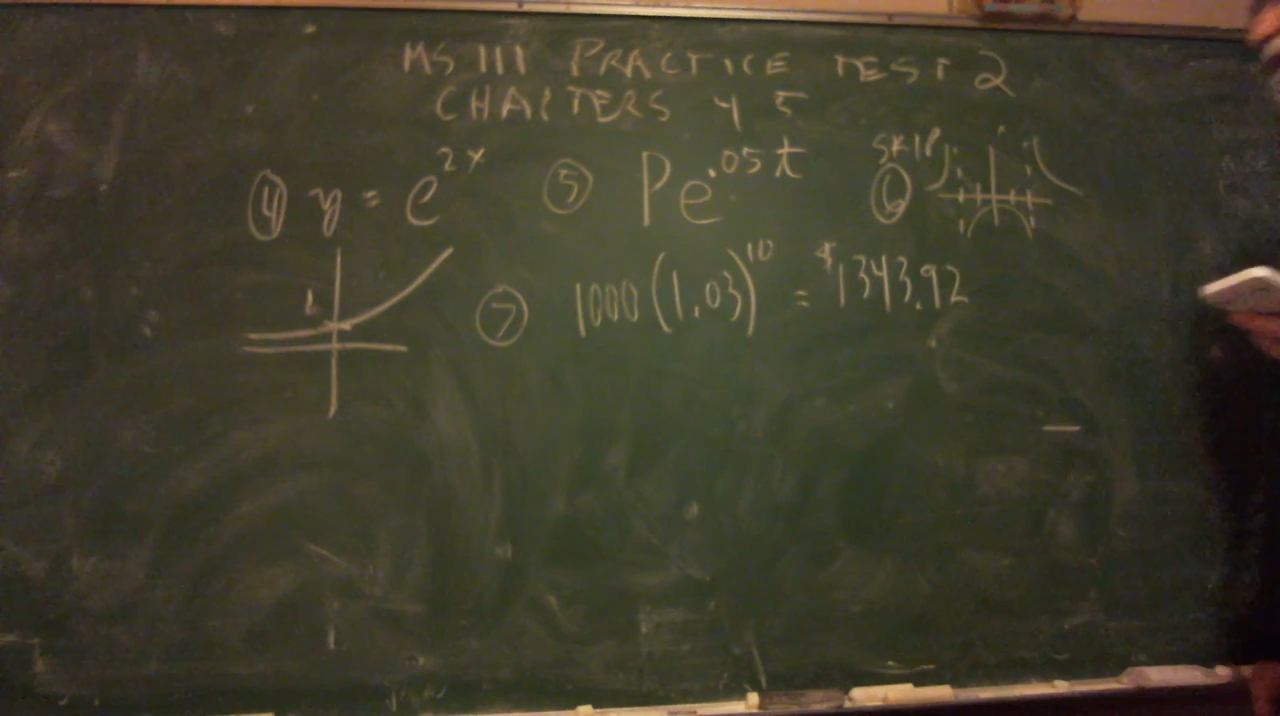 MS 111 PRACTICE TEST 2
CHAPTERS 4 5
④ y = e^2x ⑤ Pe^.05t SKIP ⑥
1
⑦ 1000(1.03)^10 = $1343.92